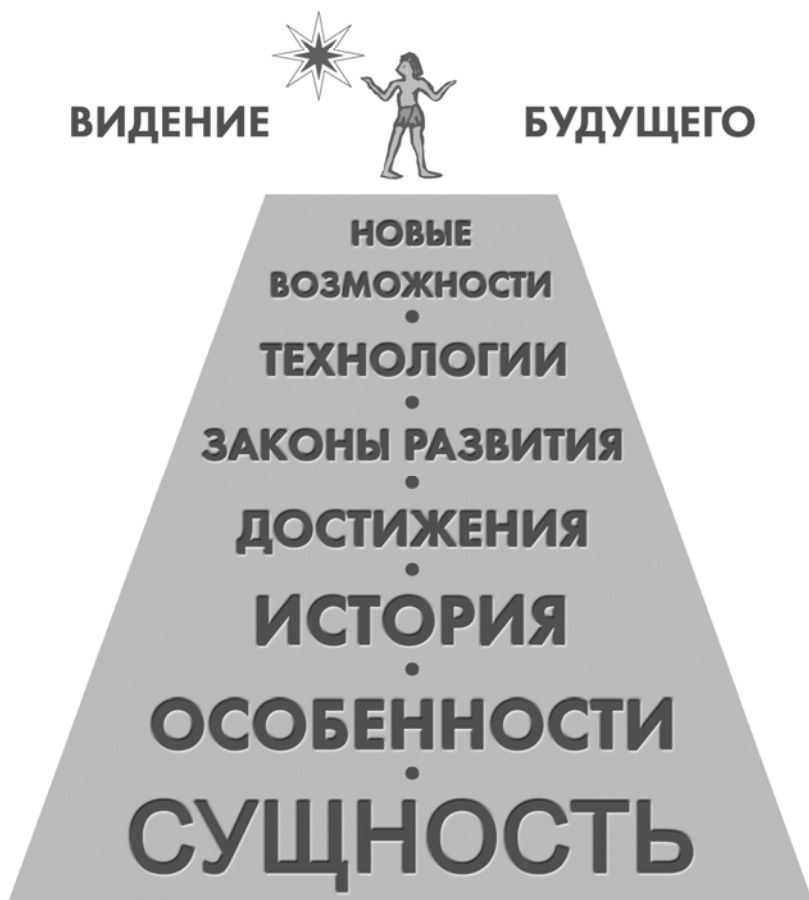 ВИДЕНИЕ БУДУЩЕГО
НОВЫЕ
ВОЗМОЖНОСТИ
•
ТЕХНОЛОГИИ
•
ЗАКОНЫ РАЗВИТИЯ
•
ДОСТИЖЕНИЯ
•
ИСТОРИЯ
•
ОСОБЕННОСТИ
•
СУЩНОСТЬ